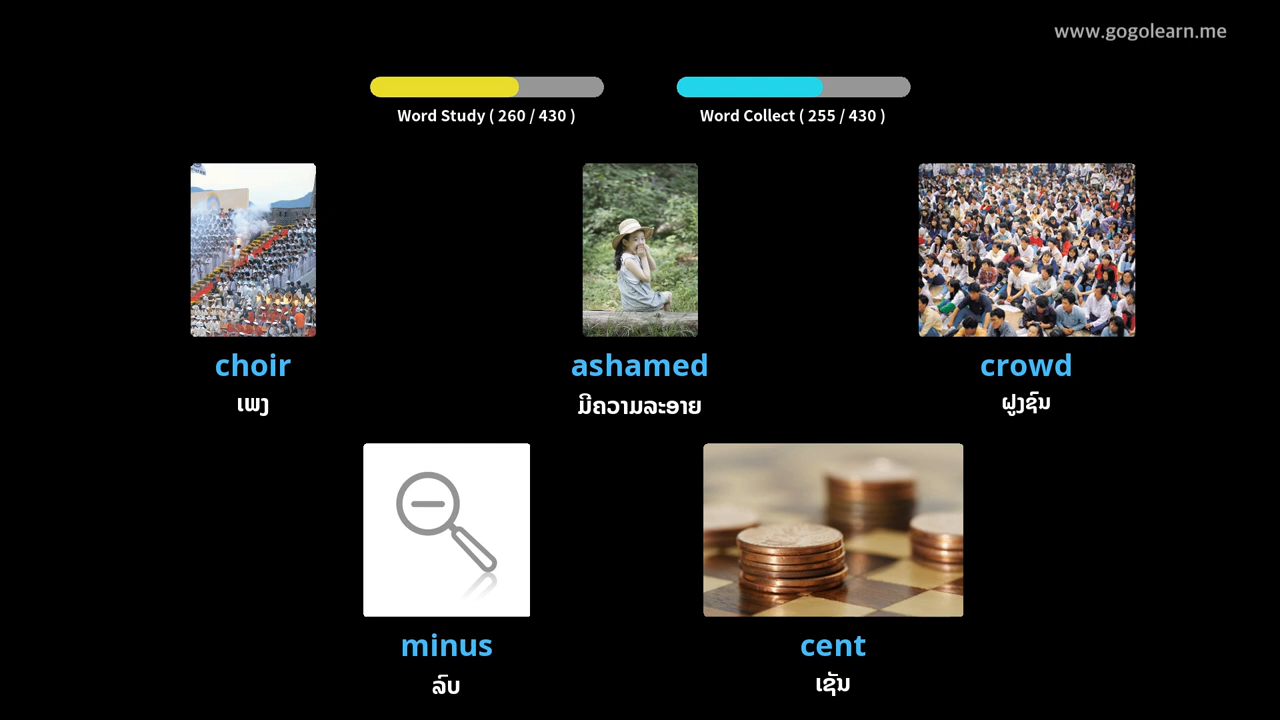 www.gogolearn.me
Word Study ( 260 / 430 )
Word Collect ( 255 / 430 )
choir
ເພງ
ashamed
ມີຄວາມລະອາຍ
crowd
ຝູງຊົນ
minus
ລົບ
cent
ເຊັນ